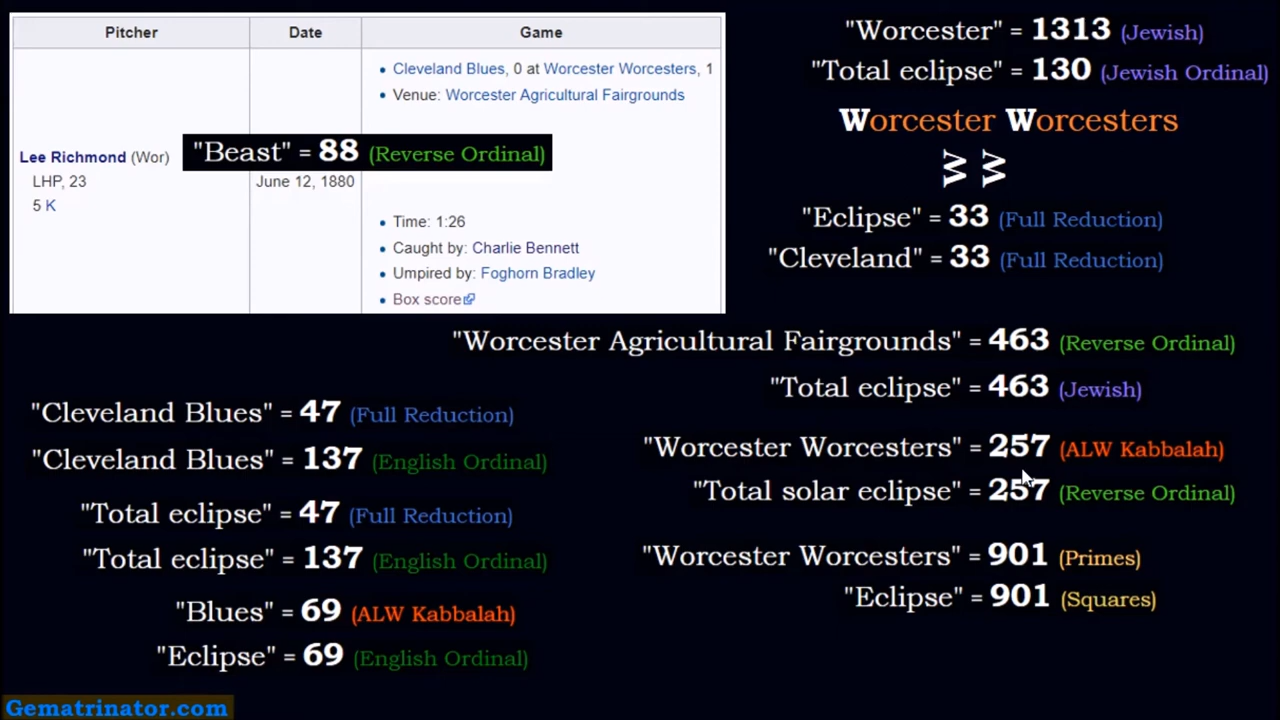 Pitcher Date Game
Cleveland Blues, 0 at Worcester Worcesters, 1
Venue: Worcester Agricultural Fairgrounds
"Beast" = 88 (Reverse Ordinal)
Lee Richmond (Wor)
LHP, 23
June 12, 1880
5 K
Time: 1:26
Caught by: Charlie Bennett
Umpired by: Foghorn Bradley
Box score
"Worcester" = 1313 (Jewish)
"Total eclipse" = 130 (Jewish Ordinal)
Worcester Worcesters
W W
"Eclipse" = 33 (Full Reduction)
"Cleveland" = 33 (Full Reduction)
"Worcester Agricultural Fairgrounds" = 463 (Reverse Ordinal)
"Total eclipse" = 463 (Jewish)
"Cleveland Blues" = 47 (Full Reduction)
"Cleveland Blues" = 137 (English Ordinal)
"Total eclipse" = 47 (Full Reduction)
"Total eclipse" = 137 (English Ordinal)
"Blues" = 69 (ALW Kabbalah)
"Eclipse" = 69 (English Ordinal)
"Worcester Worcesters" = 257 (ALW Kabbalah)
"Total solar eclipse" = 257 (Reverse Ordinal)
"Worcester Worcesters" = 901 (Primes)
"Eclipse" = 901 (Squares)
Gematrinator.com